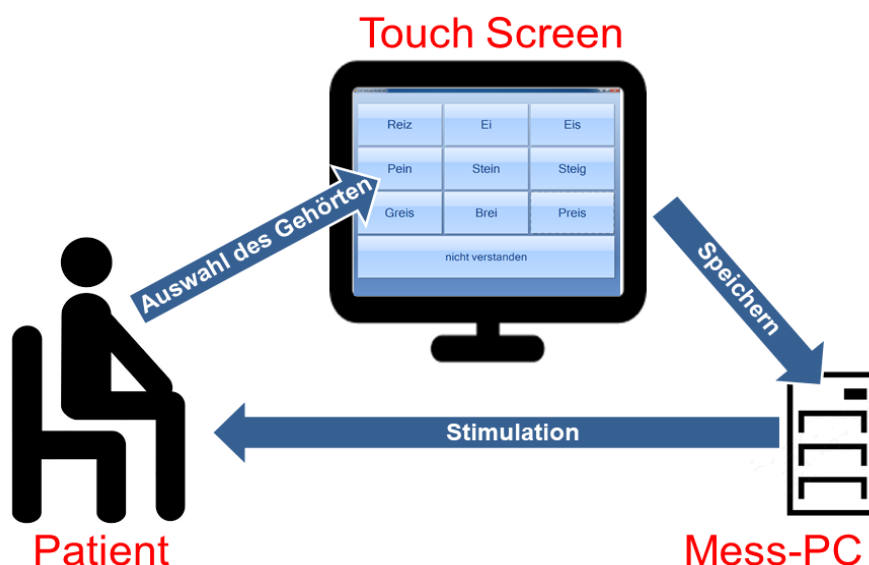 Touch Screen
Reiz Ei Eis
Pein Stein Steig
Greis Brei Preis
nicht verstanden
Auswahl des Gehörten
Speichern
Stimulation
Patient
Mess-PC